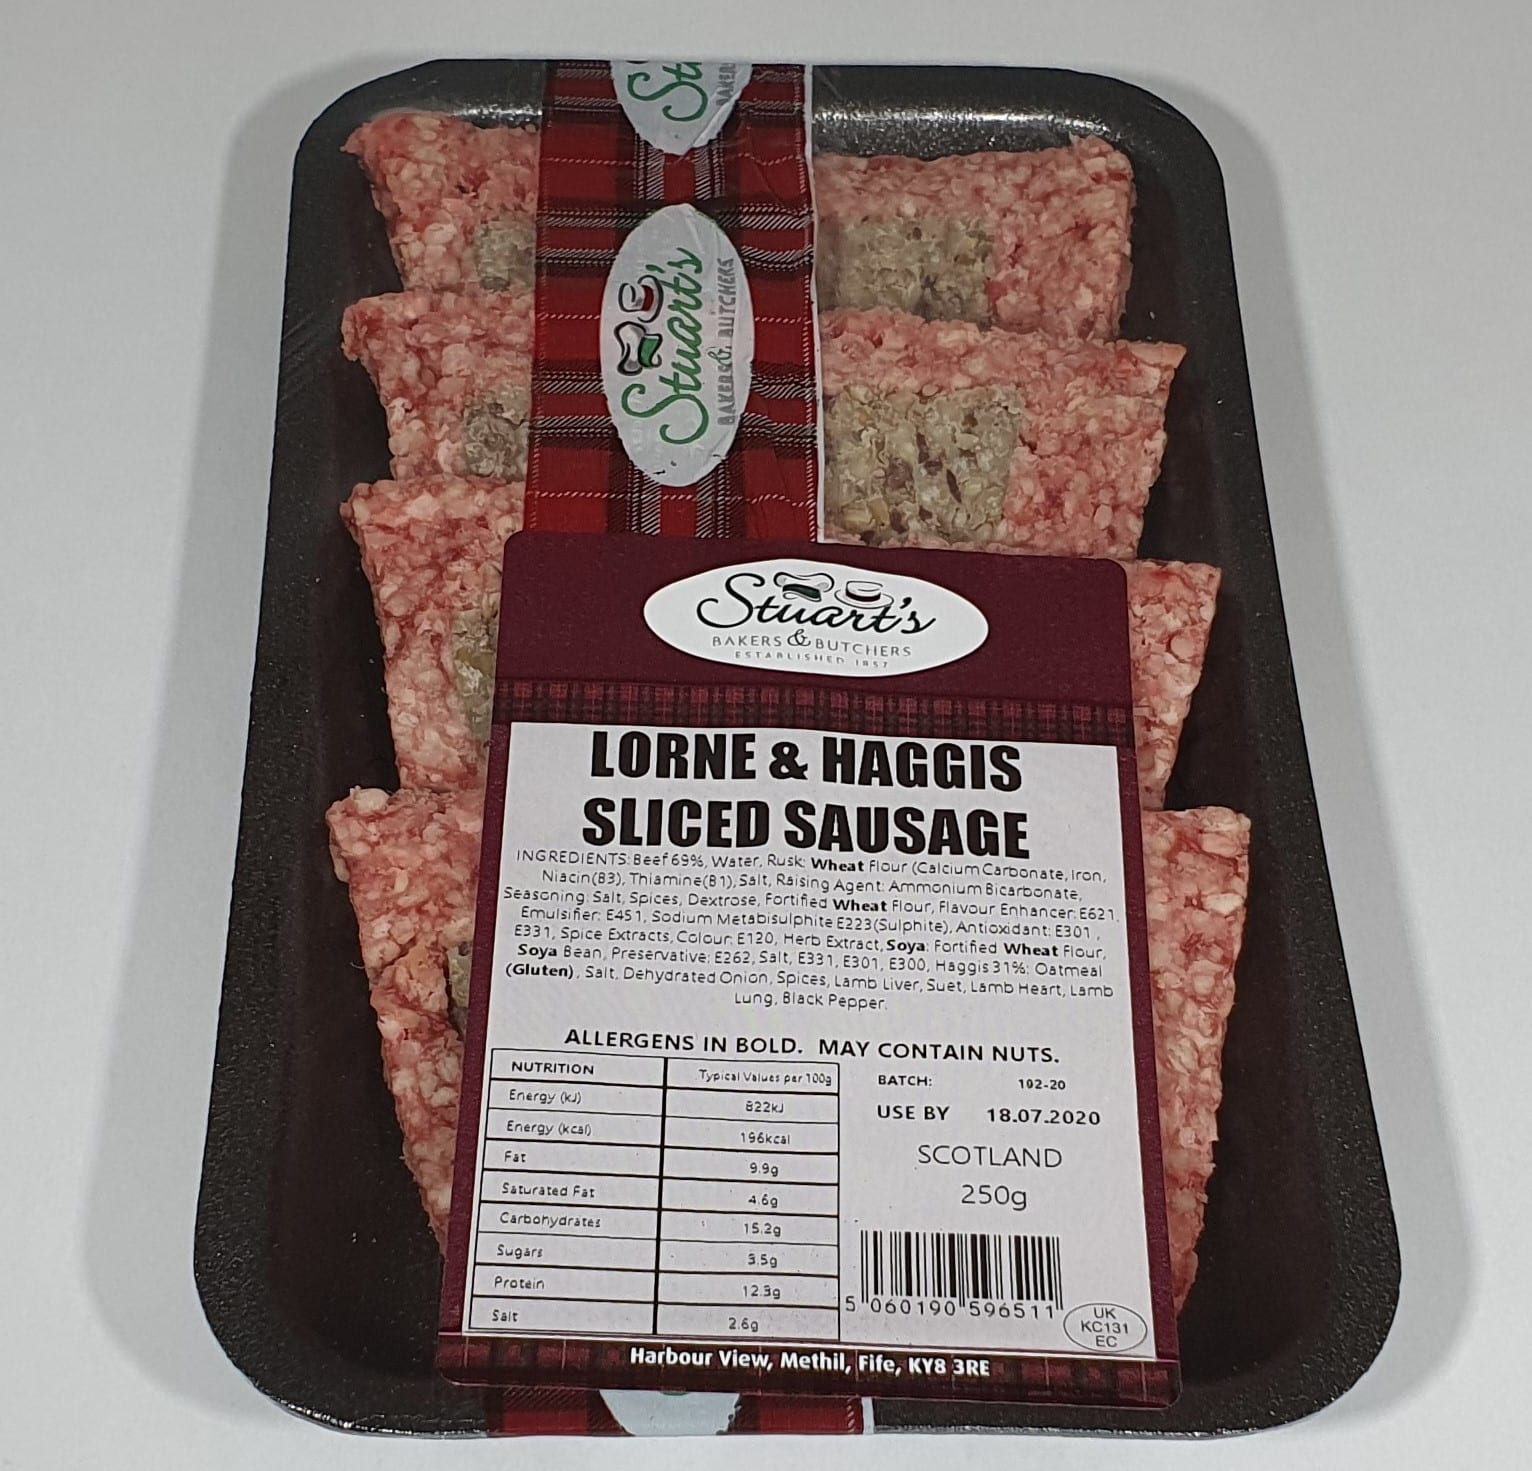 St
BAKER
Stuart's
BAKERS & BUTCHERS
Stuart's
BAKERS & BUTCHERS
ESTABLISHED 1857
LORNE & HAGGIS
SLICED SAUSAGE
INGREDIENTS: Beef 69%, Water, Rusk: Wheat Flour (Calcium Carbonate, Iron,
Niacin(B3), Thiamine(B1), Salt, Raising Agent: Ammonium Bicarbonate,
Seasoning: Salt, Spices, Dextrose, Fortified Wheat Flour, Flavour Enhancer: E621,
Emulsifier: E451, Sodium Metabisulphite E223(Sulphite), Antioxidant: E301,
E331, Spice Extracts, Colour: E120, Herb Extract, Soya: Fortified Wheat Flour,
Soya Bean, Preservative: E262, Salt, E331, E301, E300, Haggis 31%: Oatmeal
(Gluten), Salt, Dehydrated Onion, Spices, Lamb Liver, Suet, Lamb Heart, Lamb
Lung, Black Pepper.
ALLERGENS IN BOLD. MAY CONTAIN NUTS.
NUTRITION Typical Values per 100g
Energy (kJ) 822kJ
Energy (kcal) 196kcal
Fat 9.9g
Saturated Fat 4.6g
Carbohydrates 15.2g
Sugars 3.5g
Protein 12.3g
Salt 2.6g
BATCH: 192-20
USE BY 18.07.2020
SCOTLAND
250g
5 060190 596511
UK
KC131
EC
Harbour View, Methil, Fife, KY8 3RE